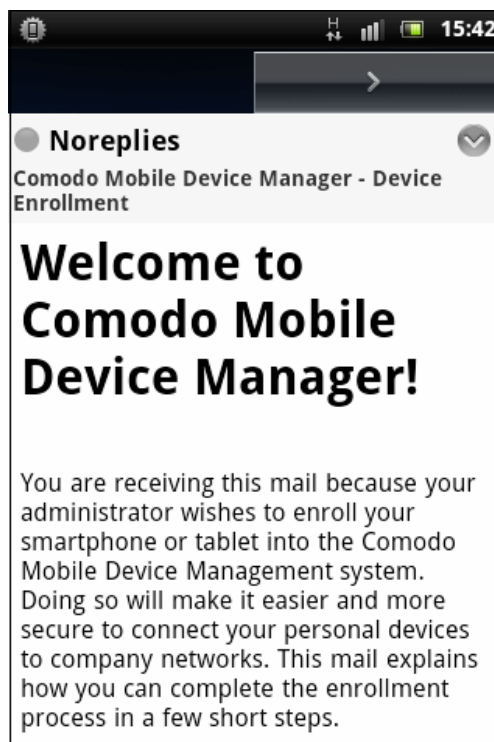 H 15:42
Noreplies
Comodo Mobile Device Manager - Device
Enrollment
Welcome to
Comodo Mobile
Device Manager!
You are receiving this mail because your
administrator wishes to enroll your
smartphone or tablet into the Comodo
Mobile Device Management system.
Doing so will make it easier and more
secure to connect your personal devices
to company networks. This mail explains
how you can complete the enrollment
process in a few short steps.